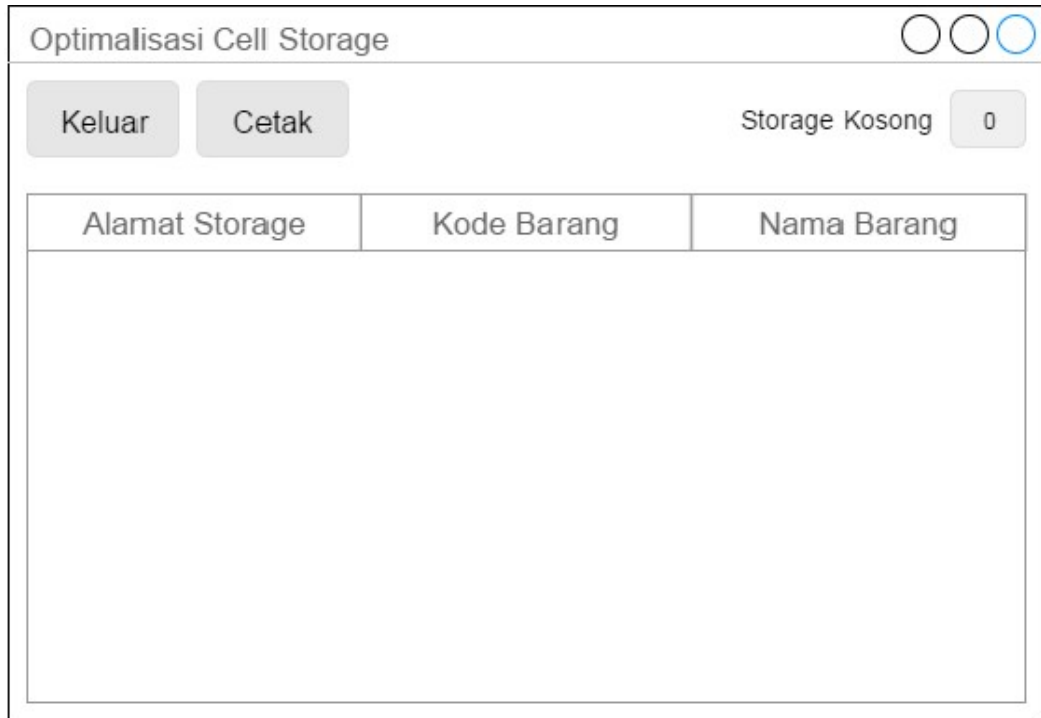 Optimalisasi Cell Storage
Keluar Cetak Storage Kosong 0
Alamat Storage Kode Barang Nama Barang